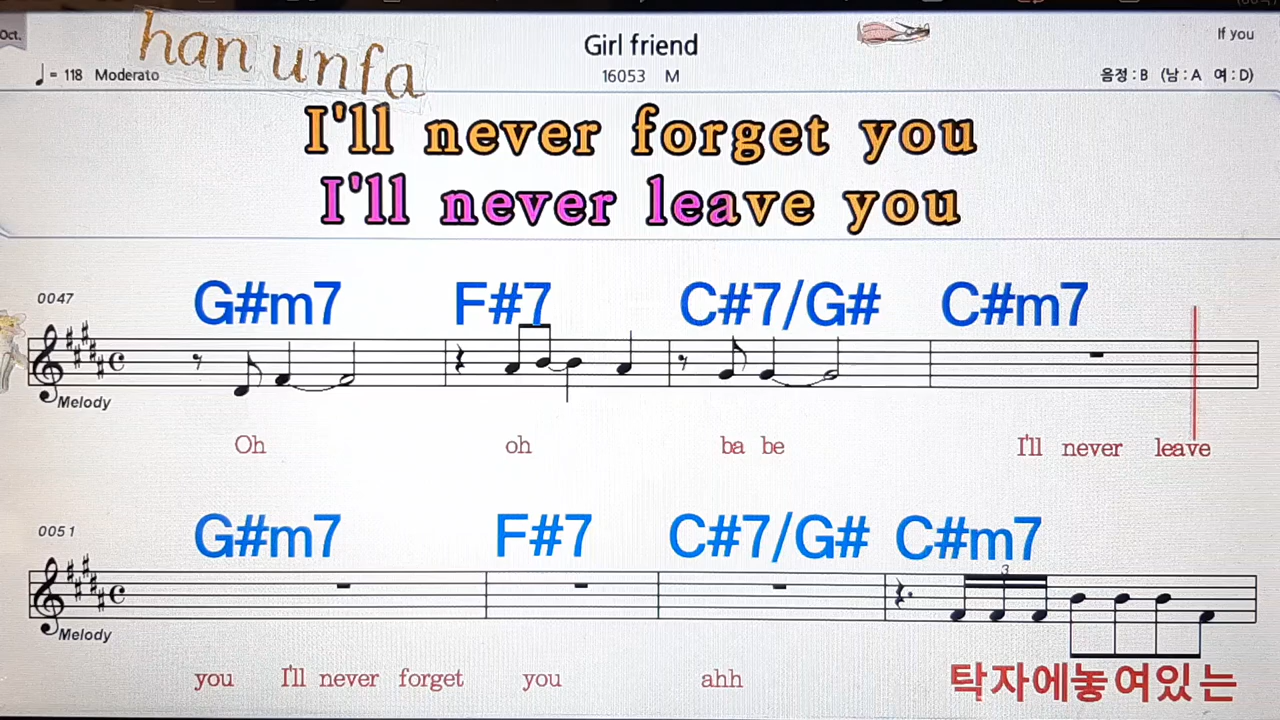 Oct.
han unfa
Girl friend
If you
♩= 118 Moderato
16053 M
음정 : B (남 : A 여 : D)
I'll never forget you
I'll never leave you
0047
G#m7 F#7 C#7/G# C#m7
Melody
Oh oh ba be I'll never leave
0051
G#m7 F#7 C#7/G# C#m7
3
Melody
you I'll never forget you ahh 탁자에놓여있는